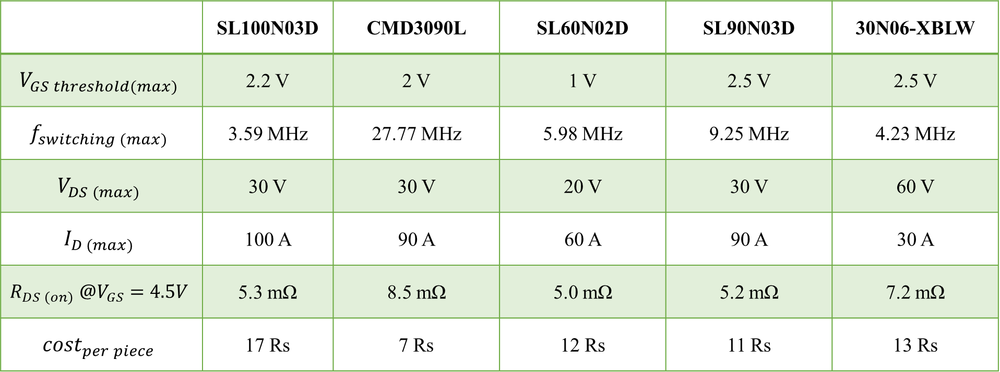 SL100N03D CMD3090L SL60N02D SL90N03D 30N06-XBLW
V_{GS threshold(max)} 2.2 V 2 V 1 V 2.5 V 2.5 V
f_{switching (max)} 3.59 MHz 27.77 MHz 5.98 MHz 9.25 MHz 4.23 MHz
V_{DS (max)} 30 V 30 V 20 V 30 V 60 V
I_{D (max)} 100 A 90 A 60 A 90 A 30 A
R_{DS (on)} @V_{GS} = 4.5V 5.3 mΩ 8.5 mΩ 5.0 mΩ 5.2 mΩ 7.2 mΩ
cost_{per piece} 17 Rs 7 Rs 12 Rs 11 Rs 13 Rs